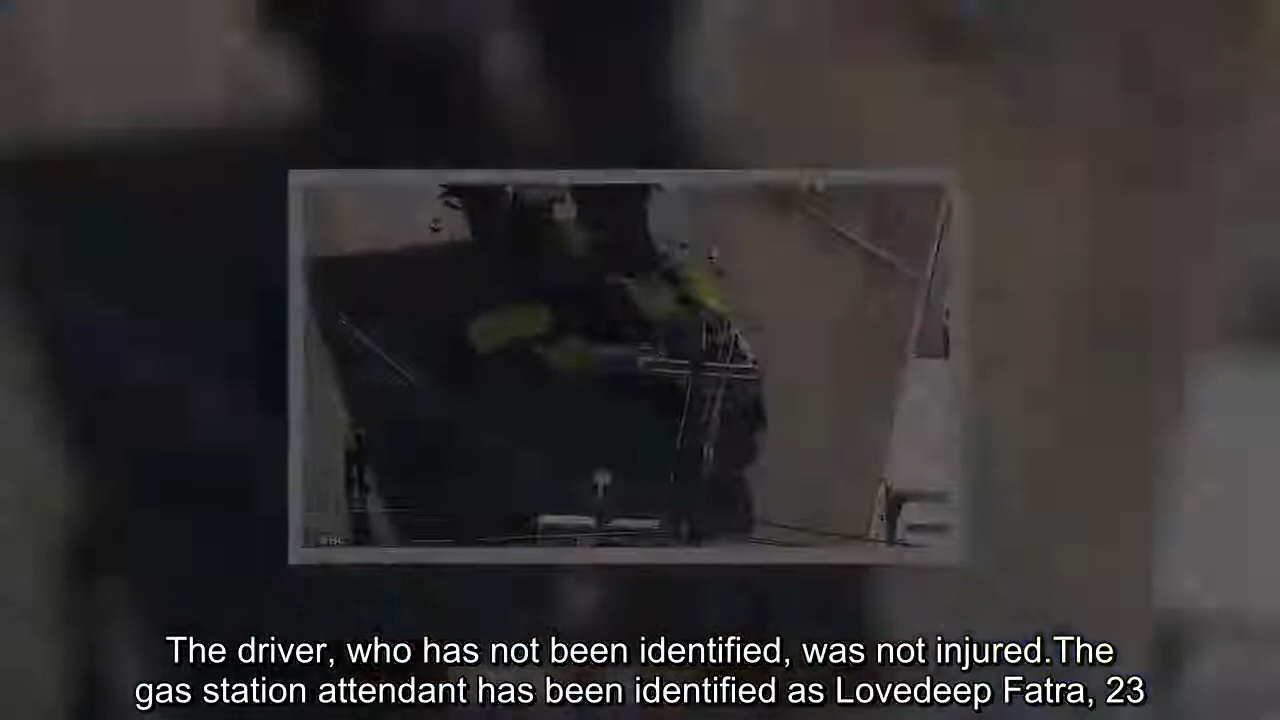 The driver, who has not been identified, was not injured.The
gas station attendant has been identified as Lovedeep Fatra, 23